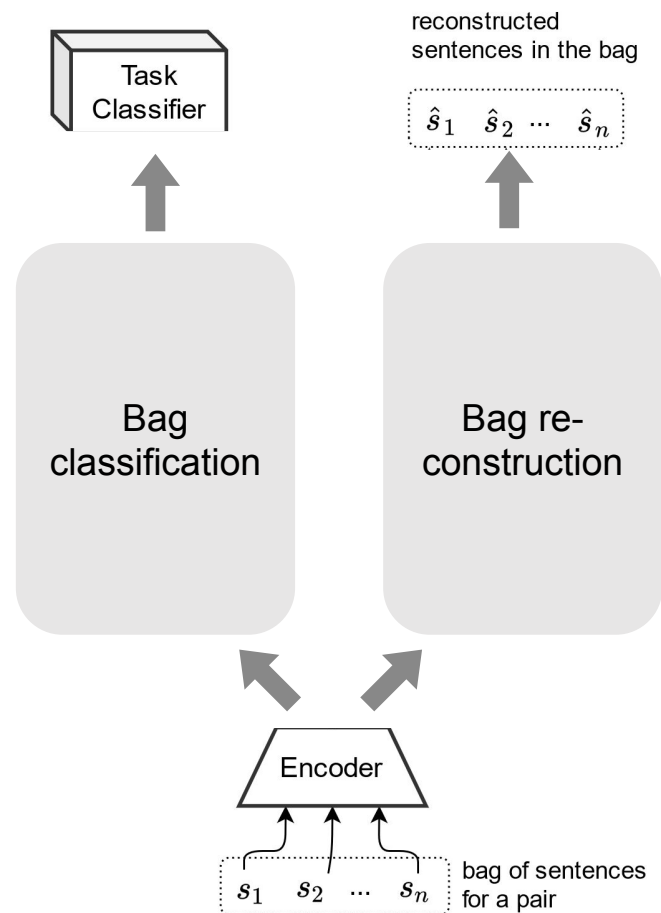 Task
Classifier
reconstructed
sentences in the bag
ŝ₁ ŝ₂ ... ŝₙ
Bag
classification
Bag re-
construction
Encoder
s₁ s₂ ... sₙ
bag of sentences
for a pair